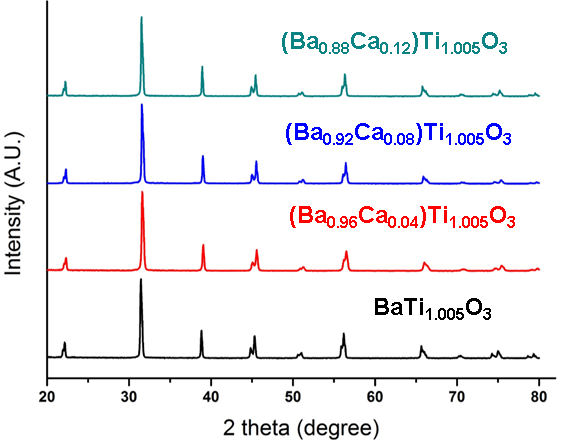 (Ba0.88Ca0.12)Ti1.005O3
(Ba0.92Ca0.08)Ti1.005O3
(Ba0.96Ca0.04)Ti1.005O3
BaTi1.005O3
Intensity (A.U.)
20 30 40 50 60 70 80
2 theta (degree)